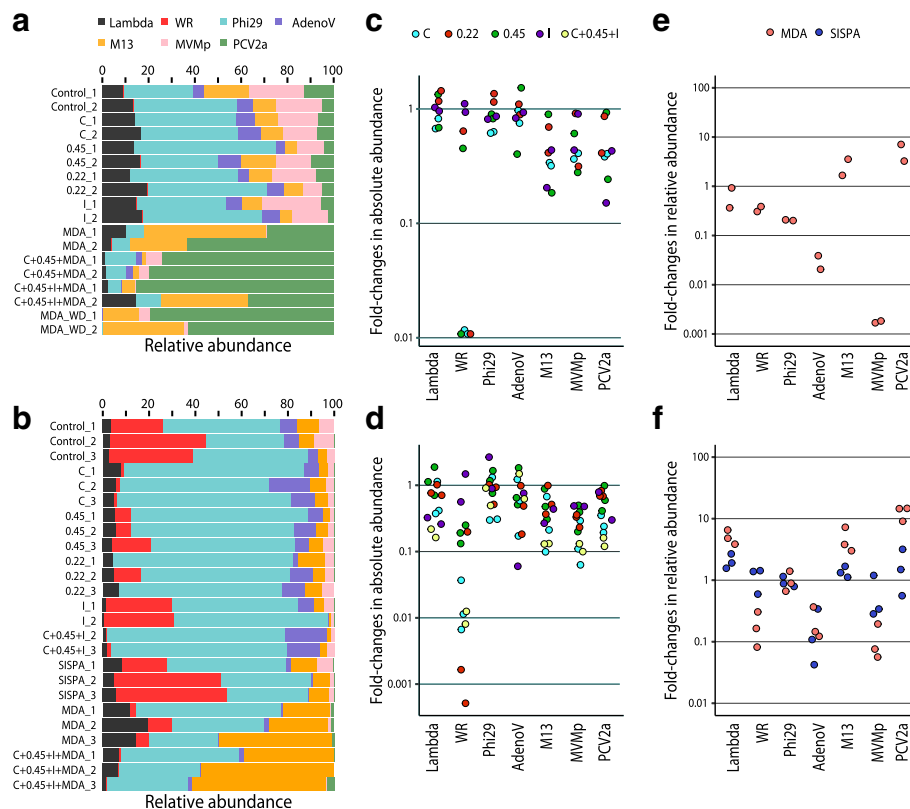 a
Lambda WR Phi29 AdenoV
M13 MVMp PCV2a
0 20 40 60 80 100
Control_1
Control_2
C_1
C_2
0.45_1
0.45_2
0.22_1
0.22_2
I_1
I_2
MDA_1
MDA_2
C+0.45+MDA_1
C+0.45+MDA_2
C+0.45+I+MDA_1
C+0.45+I+MDA_2
MDA_WD_1
MDA_WD_2
Relative abundance
b
0 20 40 60 80 100
Control_1
Control_2
Control_3
C_1
C_2
C_3
0.45_1
0.45_2
0.45_3
0.22_1
0.22_2
0.22_3
I_1
I_2
C+0.45+I_2
C+0.45+I_3
SISPA_1
SISPA_2
SISPA_3
MDA_1
MDA_2
MDA_3
C+0.45+I+MDA_1
C+0.45+I+MDA_2
C+0.45+I+MDA_3
Relative abundance
c
C 0.22 0.45 I C+0.45+I
Fold-changes in absolute abundance
1
0.1
0.01
Lambda
WR
Phi29
AdenoV
M13
MVMp
PCV2a
d
Fold-changes in absolute abundance
1
0.1
0.01
0.001
Lambda
WR
Phi29
AdenoV
M13
MVMp
PCV2a
e
MDA SISPA
Fold-changes in relative abundance
100
10
1
0.1
0.01
0.001
Lambda
WR
Phi29
AdenoV
M13
MVMp
PCV2a
f
Fold-changes in relative abundance
100
10
1
0.1
0.01
Lambda
WR
Phi29
AdenoV
M13
MVMp
PCV2a